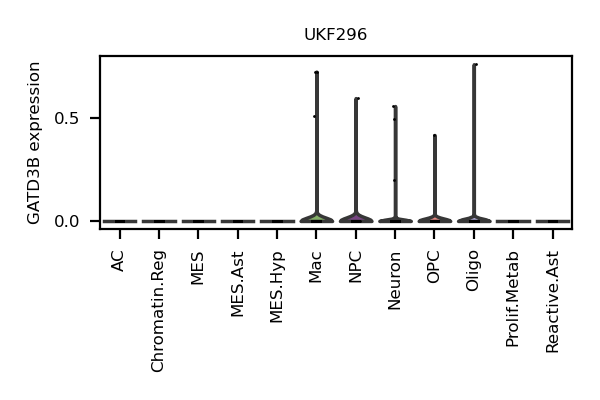 UKF296
GATD3B expression
0.5
0.0
AC
Chromatin.Reg
MES
MES.Ast
MES.Hyp
Mac
NPC
Neuron
OPC
Oligo
Prolif.Metab
Reactive.Ast